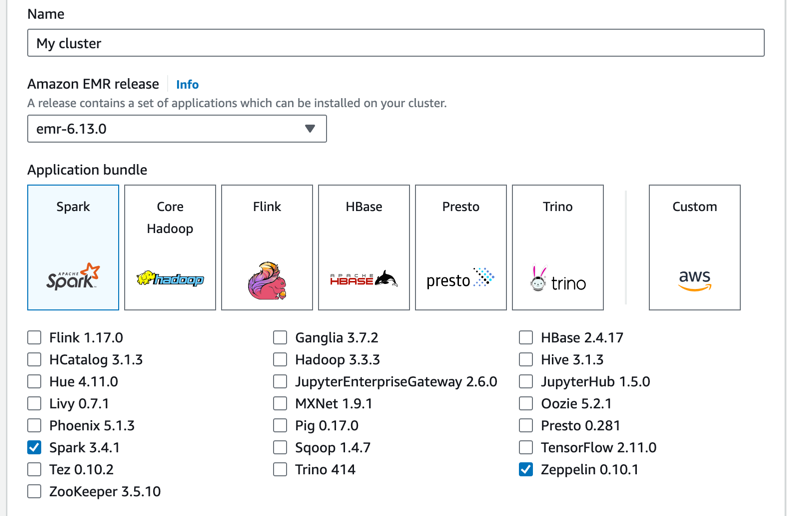 Name
My cluster
Amazon EMR release Info
A release contains a set of applications which can be installed on your cluster.
emr-6.13.0
Application bundle
Spark
APACHE
Spark
Core
Hadoop
hadoop
Flink
HBase
APACHE
HBASE
Presto
presto
Trino
trino
Custom
aws
Flink 1.17.0 Ganglia 3.7.2 HBase 2.4.17
HCatalog 3.1.3 Hadoop 3.3.3 Hive 3.1.3
Hue 4.11.0 JupyterEnterpriseGateway 2.6.0 JupyterHub 1.5.0
Livy 0.7.1 MXNet 1.9.1 Oozie 5.2.1
Phoenix 5.1.3 Pig 0.17.0 Presto 0.281
Spark 3.4.1 Sqoop 1.4.7 TensorFlow 2.11.0
Tez 0.10.2 Trino 414 Zeppelin 0.10.1
ZooKeeper 3.5.10